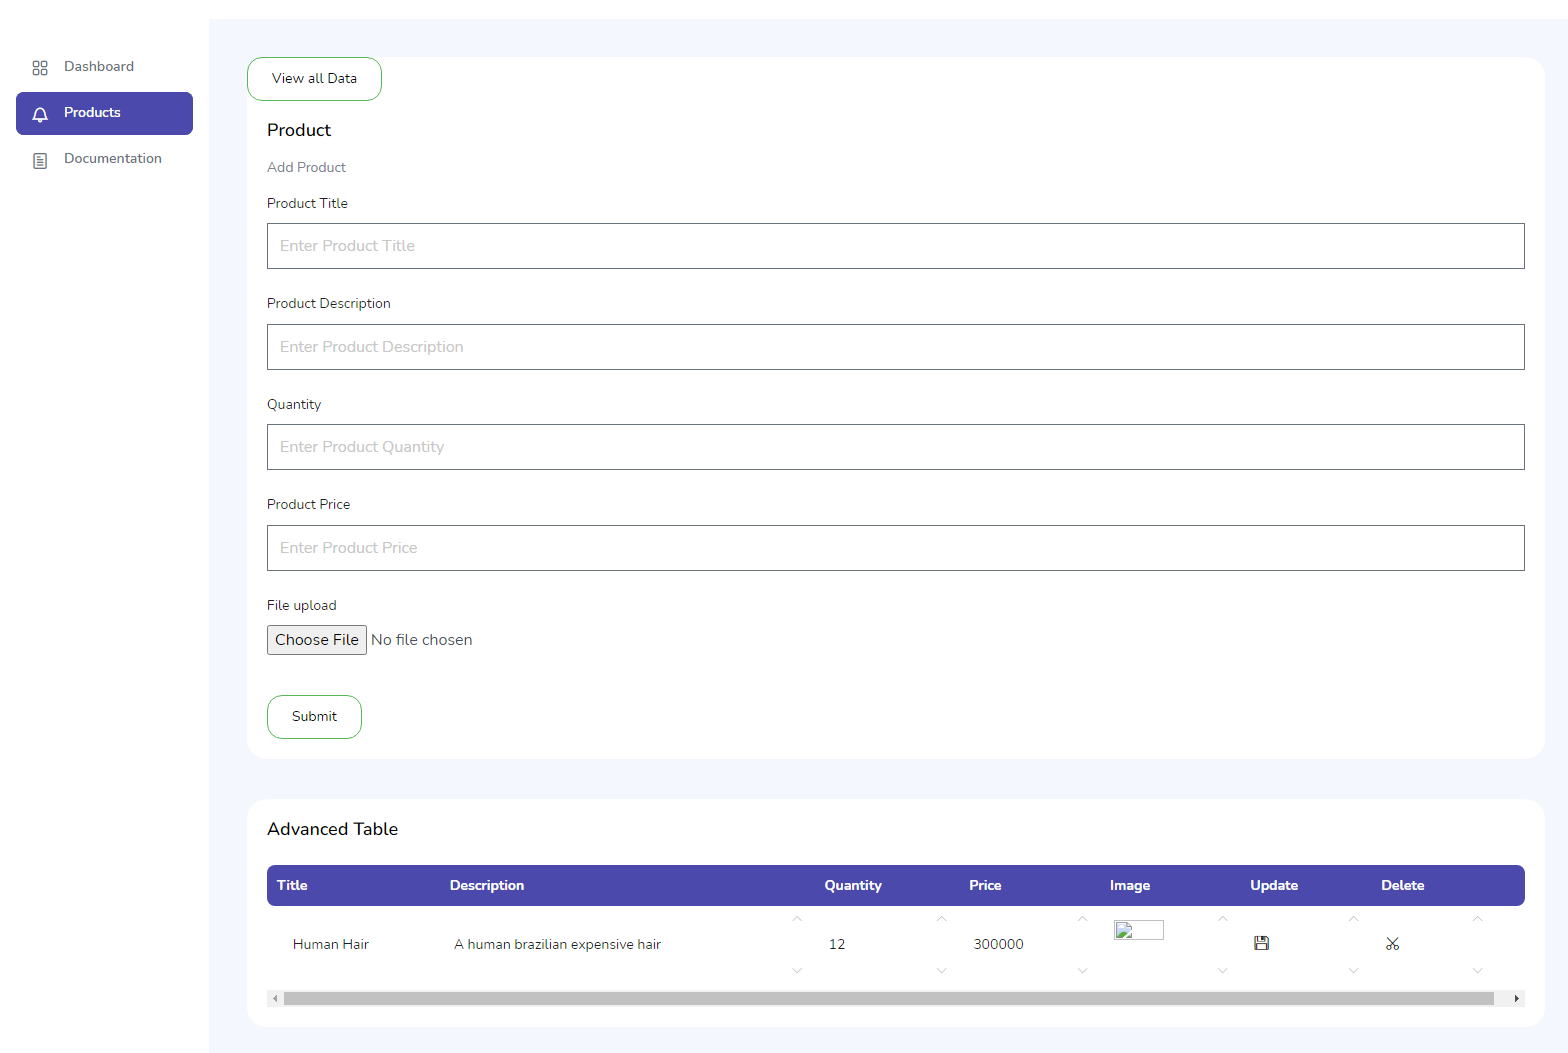 Dashboard
Products
Documentation
View all Data
Product
Add Product
Product Title
Enter Product Title
Product Description
Enter Product Description
Quantity
Enter Product Quantity
Product Price
Enter Product Price
File upload
Choose File No file chosen
Submit
Advanced Table
Title Description Quantity Price Image Update Delete
Human Hair A human brazilian expensive hair 12 300000